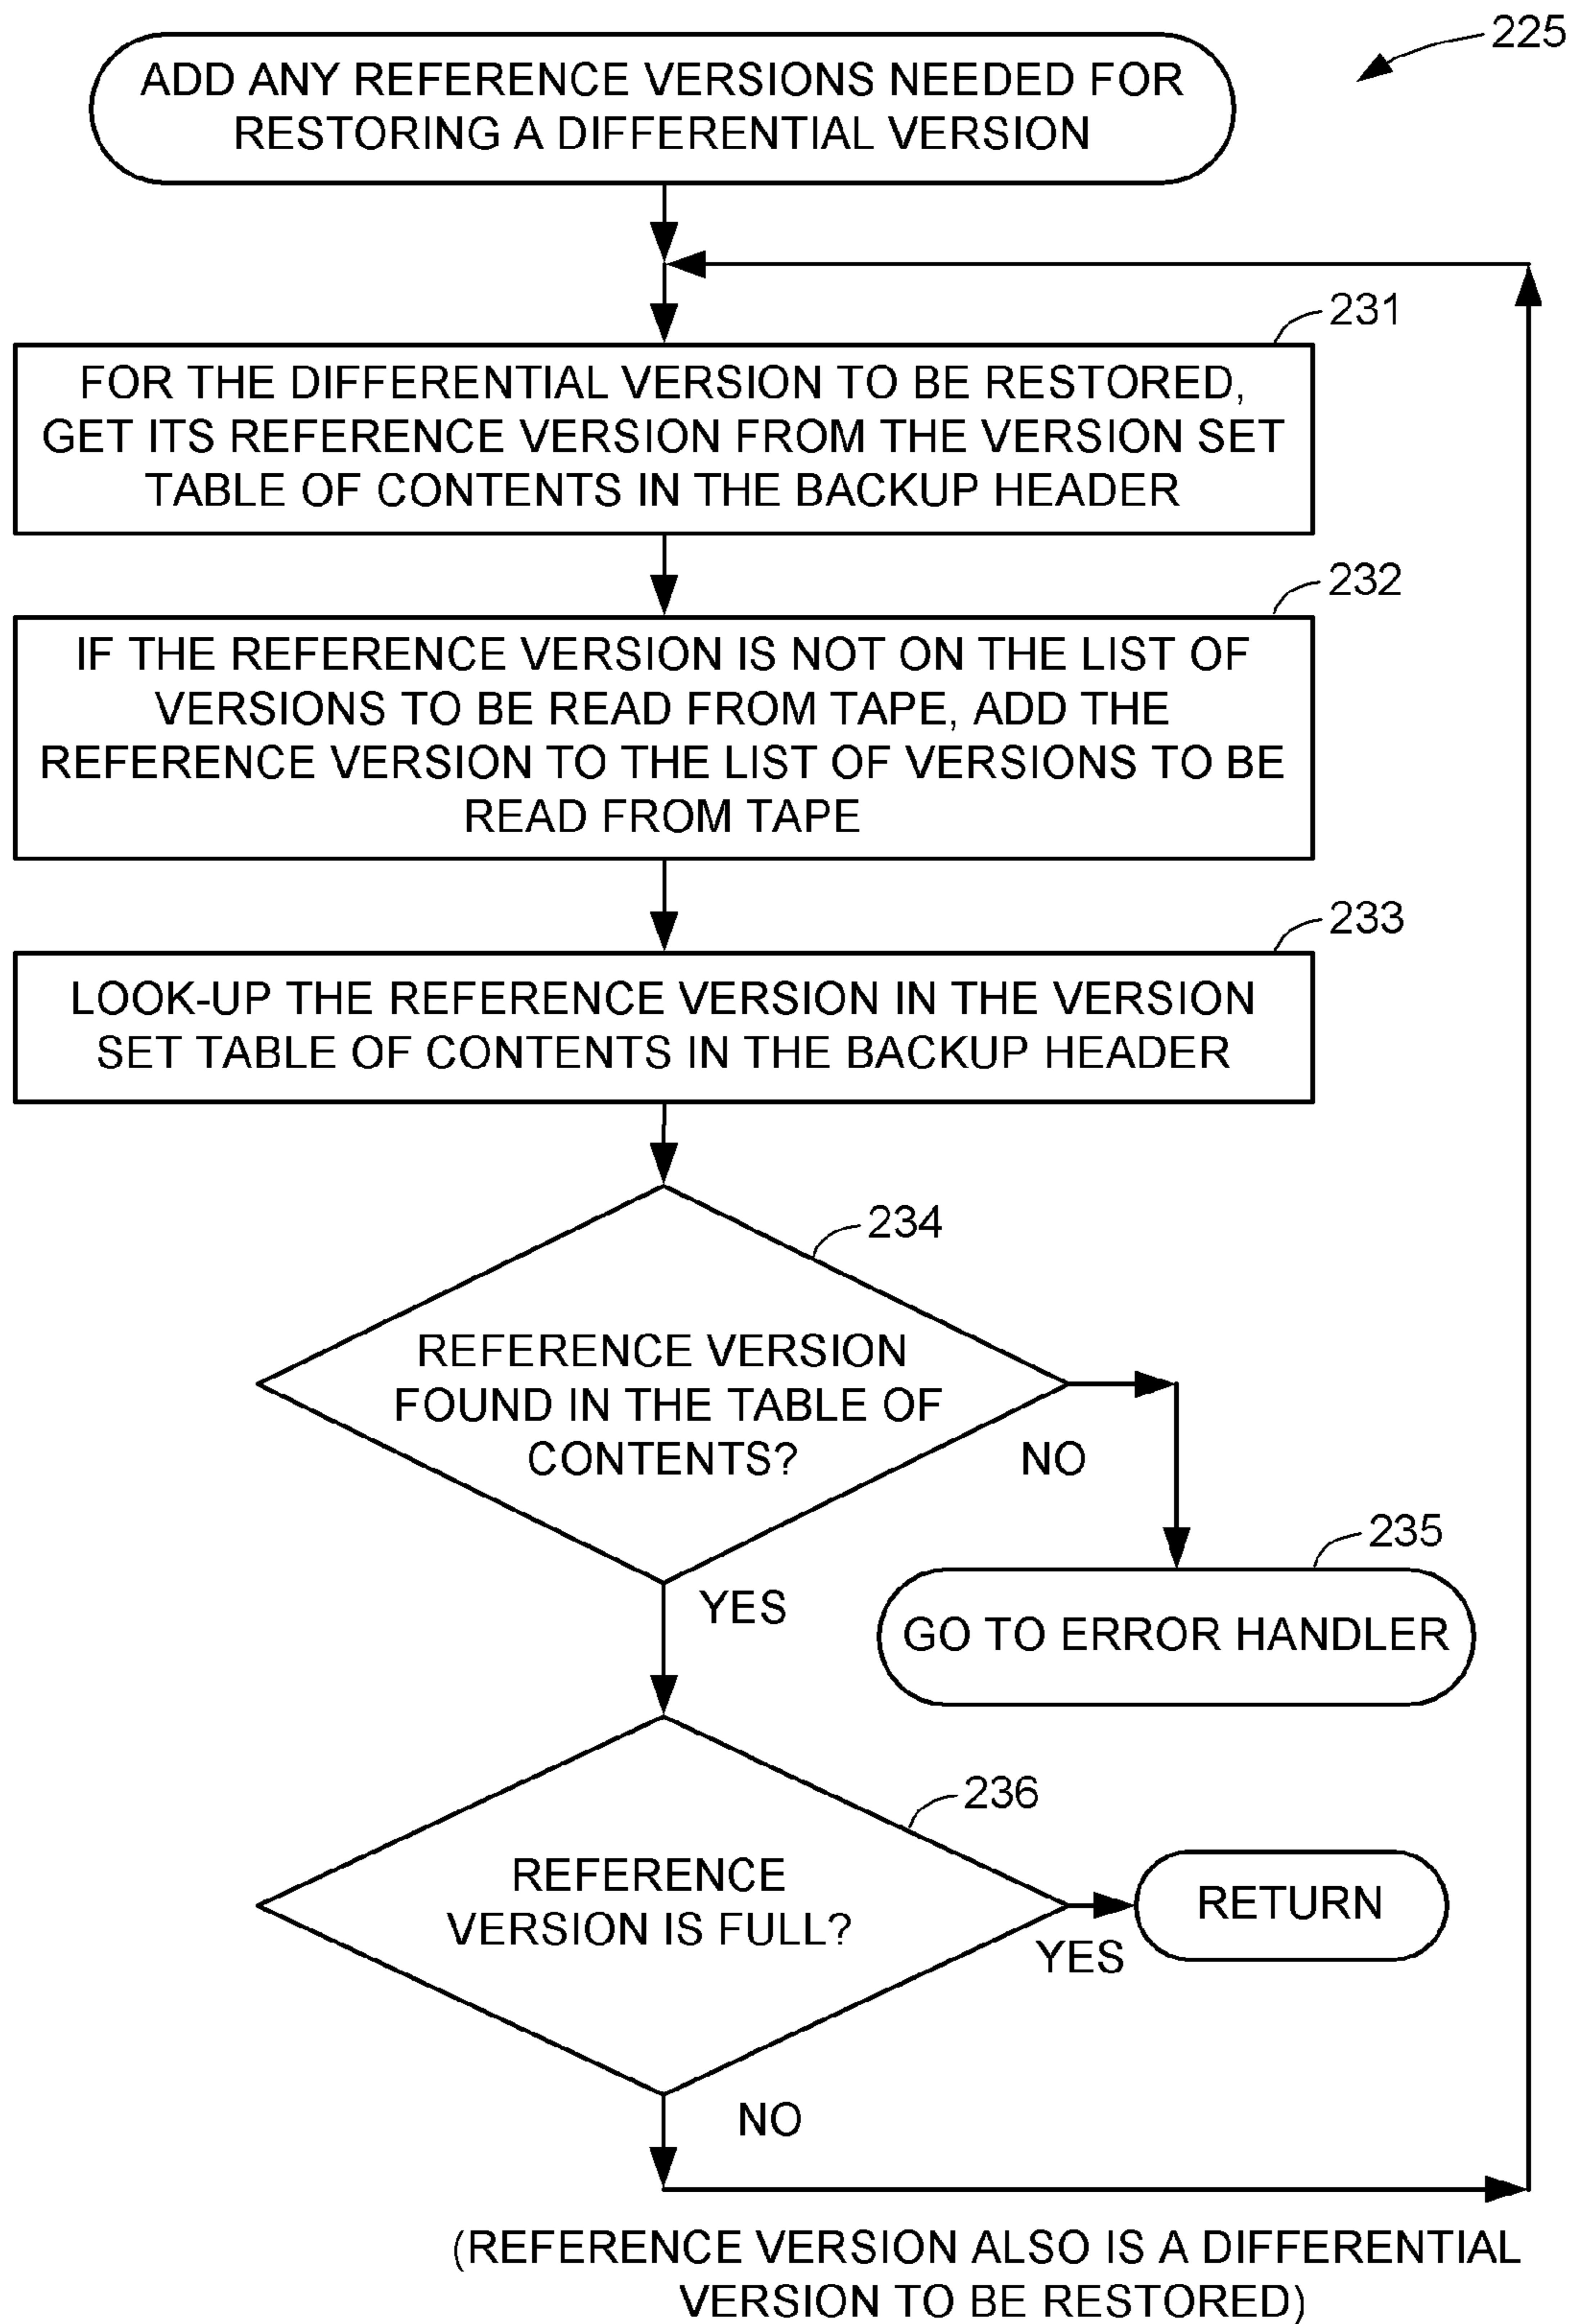 225
ADD ANY REFERENCE VERSIONS NEEDED FOR
RESTORING A DIFFERENTIAL VERSION
231
FOR THE DIFFERENTIAL VERSION TO BE RESTORED,
GET ITS REFERENCE VERSION FROM THE VERSION SET
TABLE OF CONTENTS IN THE BACKUP HEADER
232
IF THE REFERENCE VERSION IS NOT ON THE LIST OF
VERSIONS TO BE READ FROM TAPE, ADD THE
REFERENCE VERSION TO THE LIST OF VERSIONS TO BE
READ FROM TAPE
233
LOOK-UP THE REFERENCE VERSION IN THE VERSION
SET TABLE OF CONTENTS IN THE BACKUP HEADER
234
REFERENCE VERSION
FOUND IN THE TABLE OF
CONTENTS?
NO
235
YES
GO TO ERROR HANDLER
236
REFERENCE
VERSION IS FULL?
RETURN
YES
NO
(REFERENCE VERSION ALSO IS A DIFFERENTIAL
VERSION TO BE RESTORED)